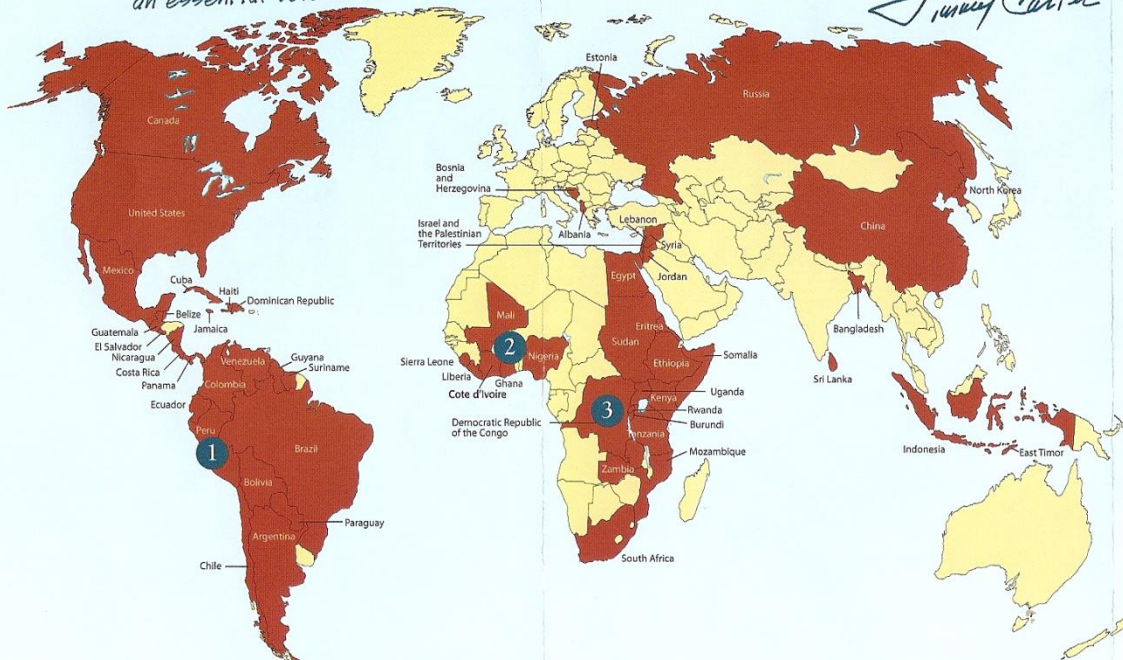 an essential
Jimmy Carter
Estonia
Russia
Canada
Bosnia
and
Herzegovina
North Korea
United States
Israel and
the Palestinian
Territories
Lebanon
Albania
Syria
China
Mexico
Egypt
Jordan
Cuba
Haiti
Dominican Republic
Belize
Jamaica
Mali
Bangladesh
Guatemala
El Salvador
Nicaragua
Costa Rica
Panama
Venezuela
Guyana
Suriname
Colombia
Ecuador
2
Nigeria
Eritrea
Sudan
Ethiopia
Somalia
Sierra Leone
Liberia
Ghana
Cote d'Ivoire
Sri Lanka
Uganda
Kenya
Rwanda
Burundi
3
Democratic Republic
of the Congo
Tanzania
Peru
1
Brazil
Mozambique
Indonesia
East Timor
Zambia
Bolivia
Paraguay
Argentina
Chile
South Africa